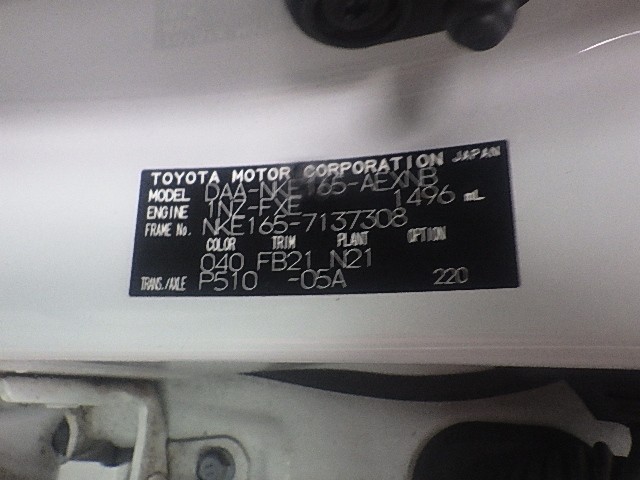 TOYOTA MOTOR CORPORATION JAPAN
MODEL DAA-NKE165-AEXNB
ENGINE 1NZ-FXE 1496 mL
FRAME No. NKE165-7137308
COLOR TRIM PLANT OPTION
040 FB21 N21
TRANS./AXLE P510 -05A 220